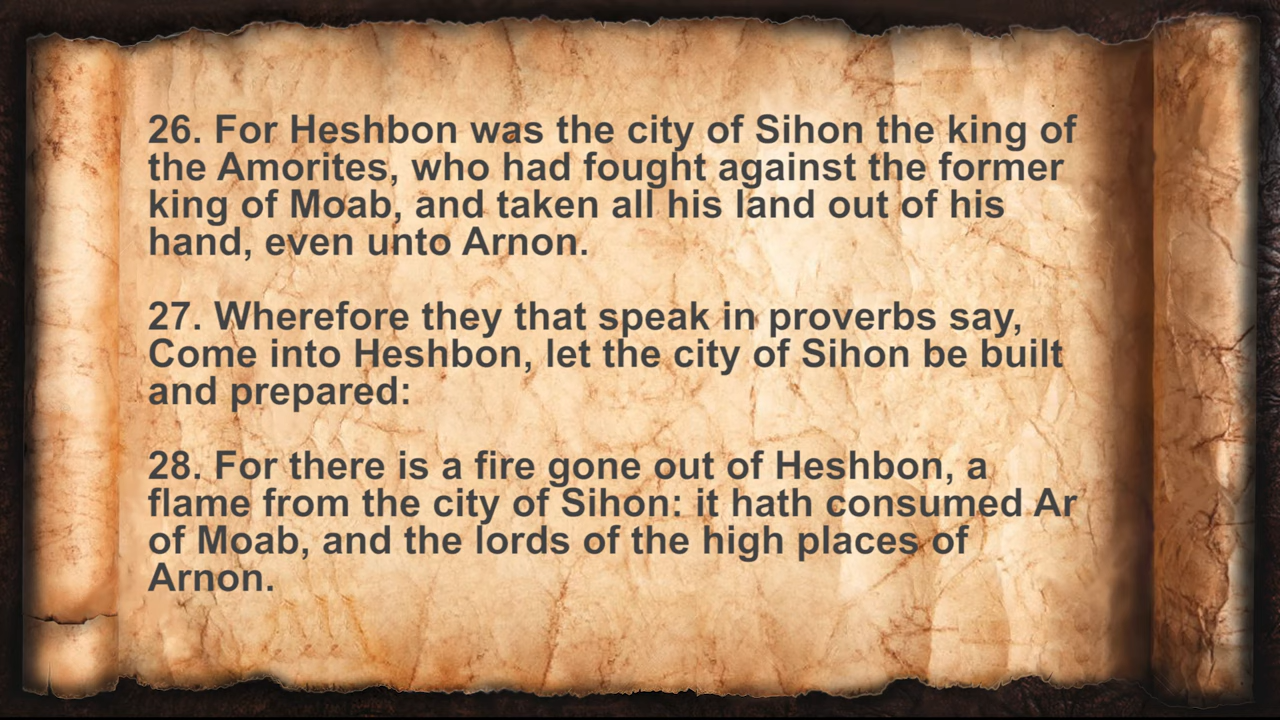 26. For Heshbon was the city of Sihon the king of
the Amorites, who had fought against the former
king of Moab, and taken all his land out of his
hand, even unto Arnon.
27. Wherefore they that speak in proverbs say,
Come into Heshbon, let the city of Sihon be built
and prepared:
28. For there is a fire gone out of Heshbon, a
flame from the city of Sihon: it hath consumed Ar
of Moab, and the lords of the high places of
Arnon.